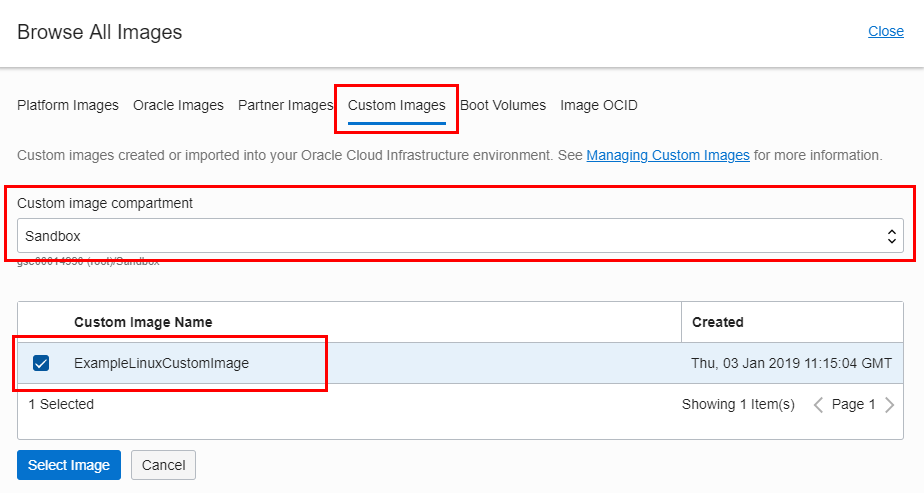 Browse All Images Close
Platform Images Oracle Images Partner Images Custom Images Boot Volumes Image OCID
Custom images created or imported into your Oracle Cloud Infrastructure environment. See Managing Custom Images for more information.
Custom image compartment
Sandbox
(root)/Sandbox
Custom Image Name Created
ExampleLinuxCustomImage Thu, 03 Jan 2019 11:15:04 GMT
1 Selected Showing 1 Item(s) Page 1
Select Image Cancel